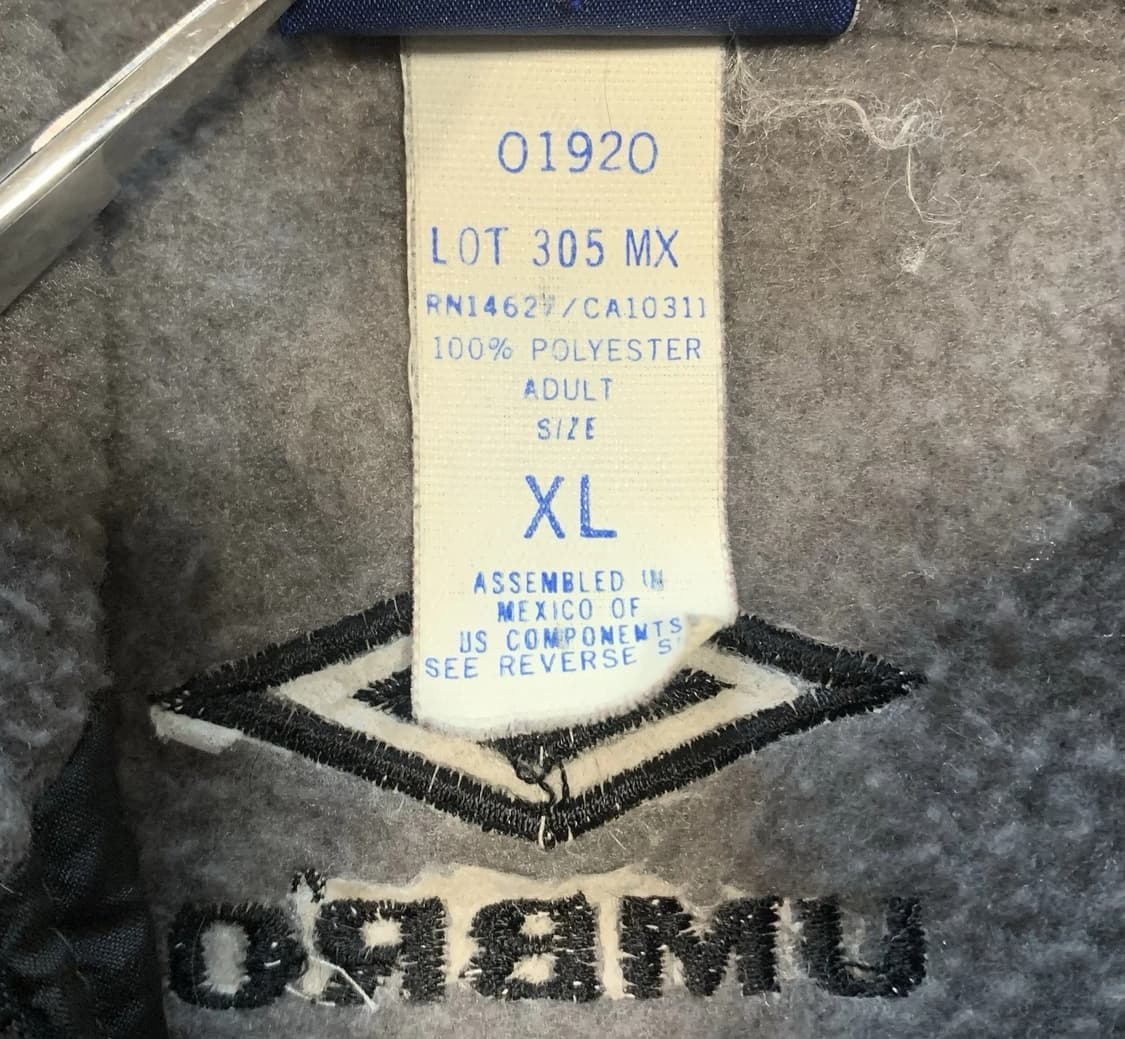 01920
LOT 305 MX
RN14627/CA10311
100% POLYESTER
ADULT
SIZE
XL
ASSEMBLED IN
MEXICO OF
US COMPONENTS
SEE REVERSE
UMBRO